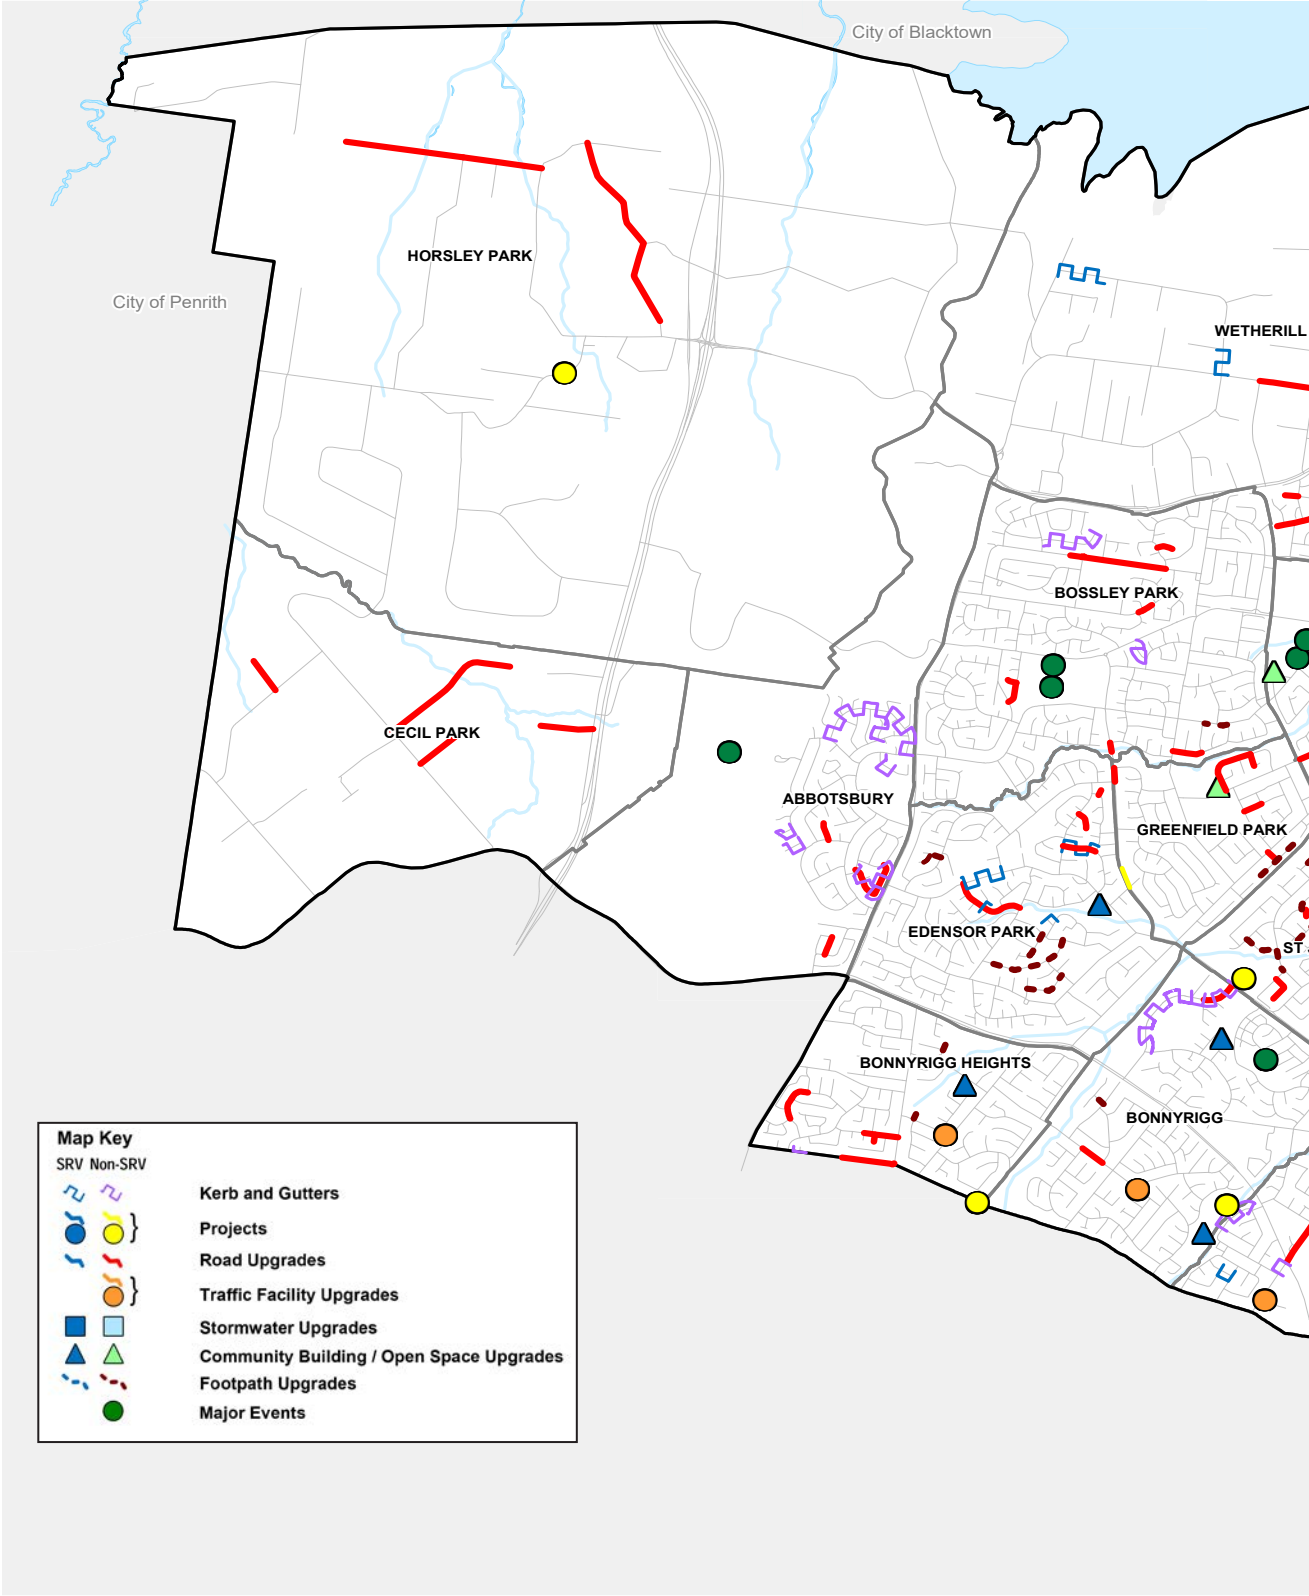 City of Blacktown
HORSLEY PARK
City of Penrith
WETHERILL
BOSSLEY PARK
CECIL PARK
ABBOTSBURY
GREENFIELD PARK
EDENSOR PARK
ST
BONNYRIGG HEIGHTS
BONNYRIGG
Map Key
SRV Non-SRV
Kerb and Gutters
Projects
Road Upgrades
Traffic Facility Upgrades
Stormwater Upgrades
Community Building / Open Space Upgrades
Footpath Upgrades
Major Events